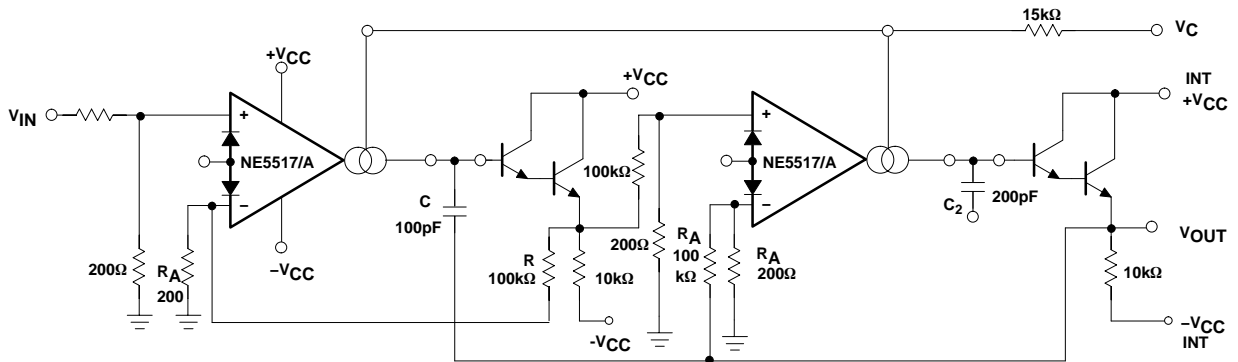 15kΩ
VC
+VCC
+VCC
INT
+VCC
VIN
+
NE5517/A
−
−VCC
200Ω
RA
200
C
100pF
R
100kΩ
10kΩ
-VCC
100kΩ
200Ω
+
NE5517/A
−
RA
100
kΩ
RA
200Ω
C2
200pF
VOUT
10kΩ
−VCC
INT